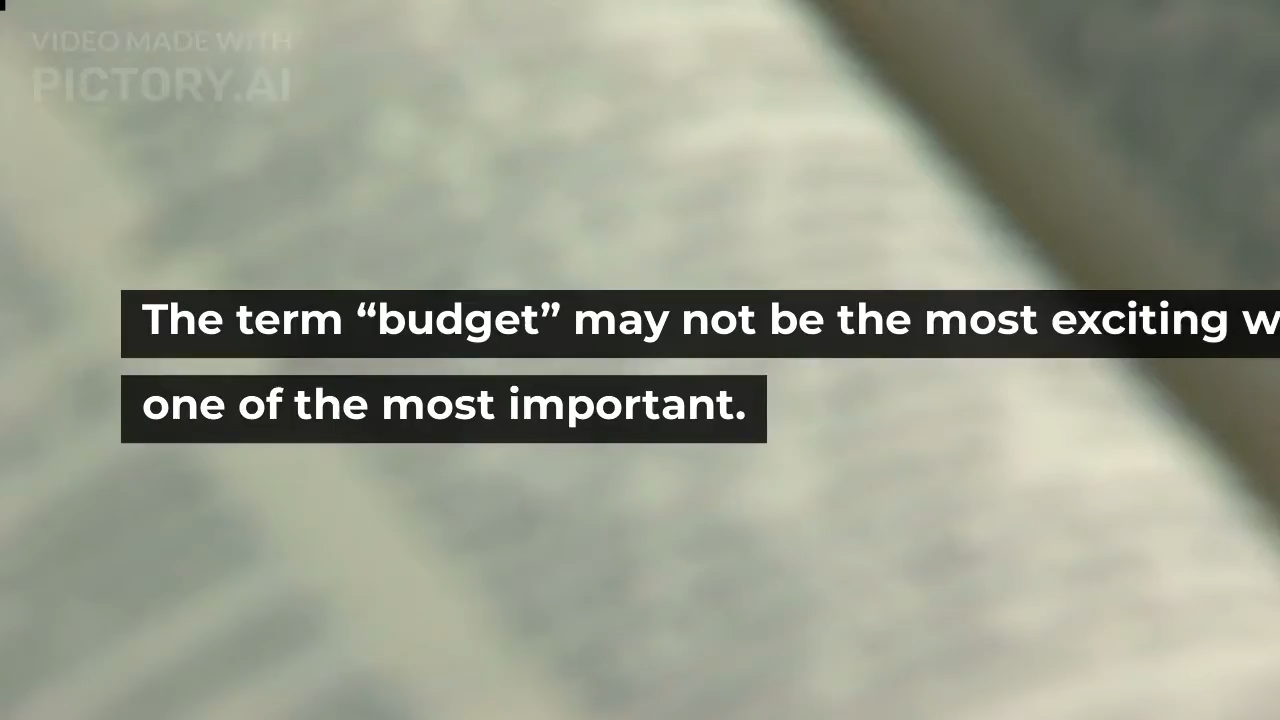 VIDEO MADE WITH
PICTORY.AI
The term “budget” may not be the most exciting
one of the most important.